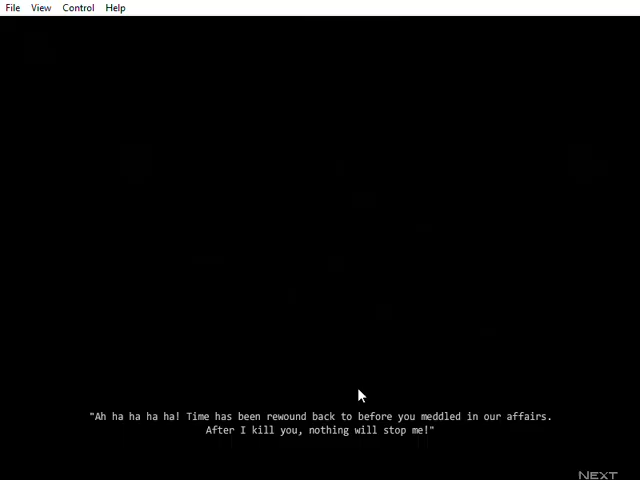 File View Control Help
"Ah ha ha ha ha! Time has been rewound back to before you meddled in our affairs.
After I kill you, nothing will stop me!"
NEXT